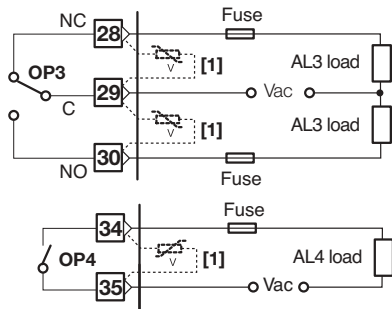 NC 28 Fuse
V [1] AL3 load
OP3
29 Vac
C
V [1] AL3 load
NO 30
Fuse
Fuse
34
OP4 V [1] AL4 load
35 Vac